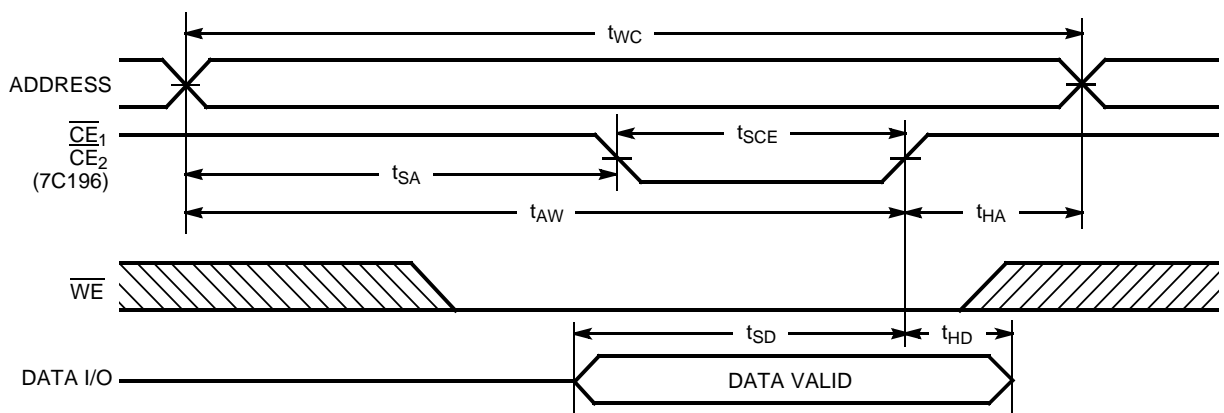 tWC
ADDRESS
CE1
CE2
(7C196)
tSCE
tSA
tAW
tHA
WE
tSD
tHD
DATA I/O
DATA VALID